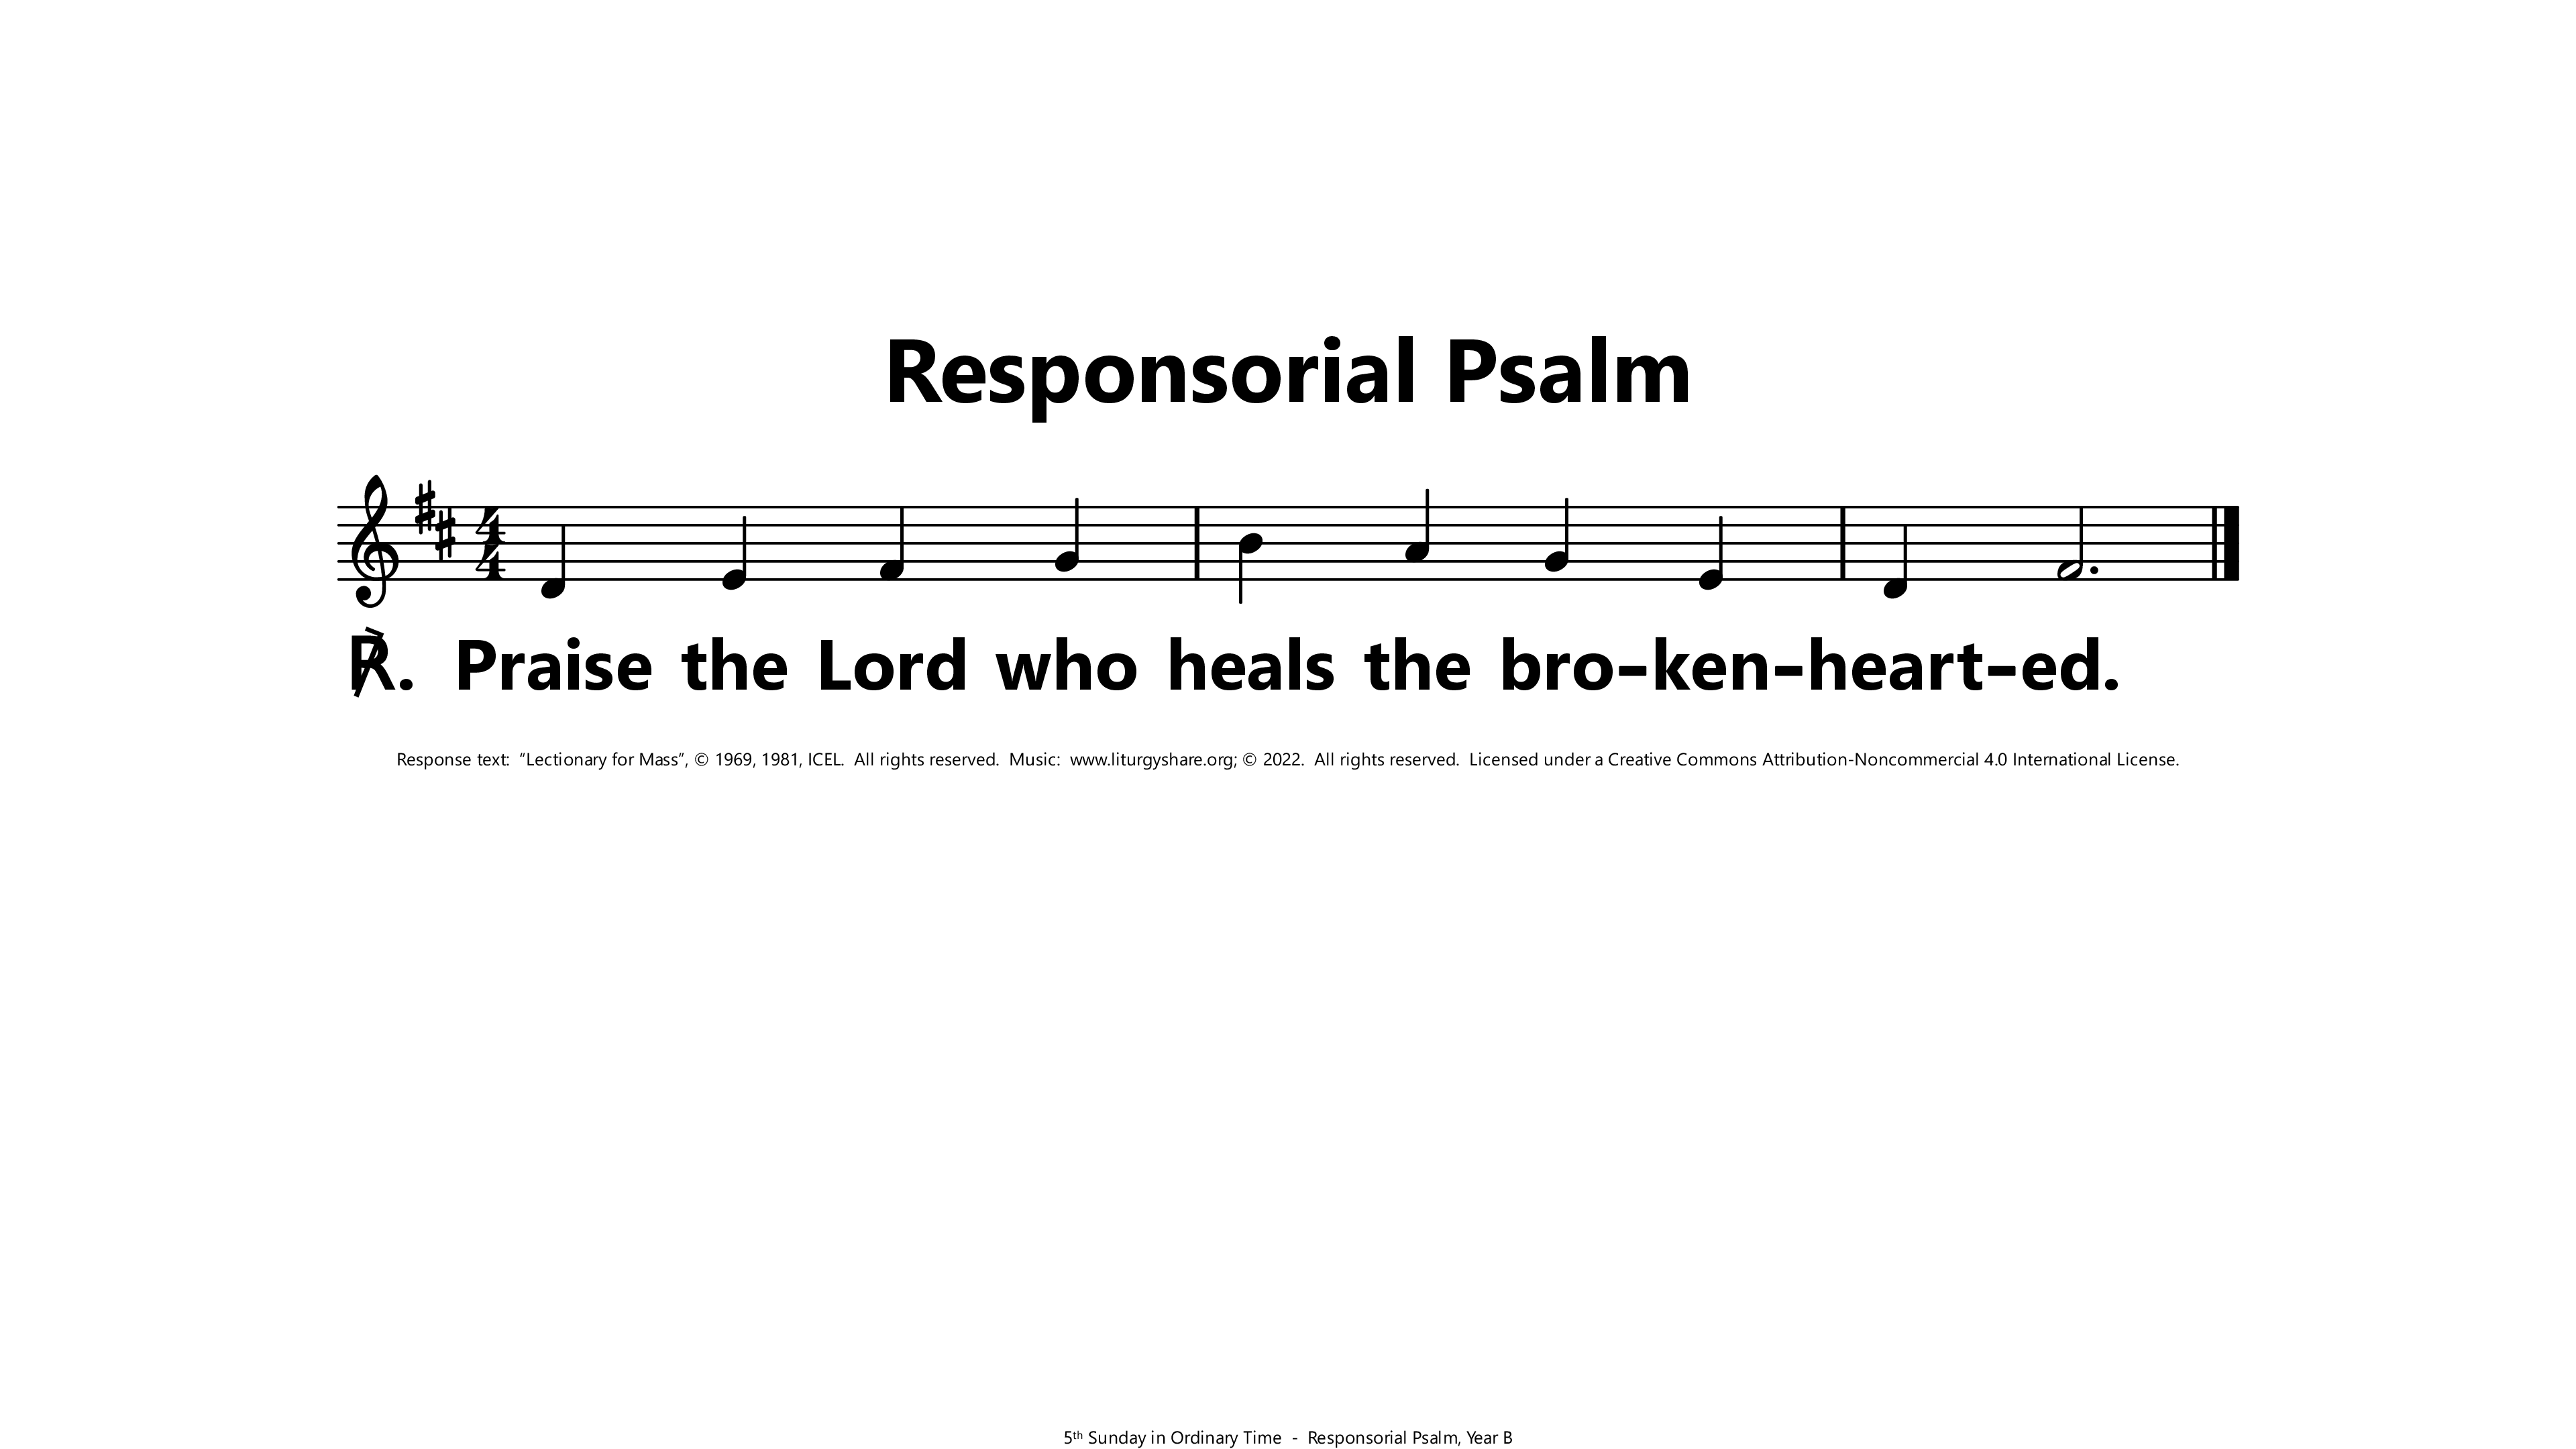 Responsorial Psalm
℟. Praise the Lord who heals the bro-ken-heart-ed.
Response text: “Lectionary for Mass”, © 1969, 1981, ICEL. All rights reserved. Music: www.liturgyshare.org; © 2022. All rights reserved. Licensed under a Creative Commons Attribution-Noncommercial 4.0 International License.
5th Sunday in Ordinary Time - Responsorial Psalm, Year B